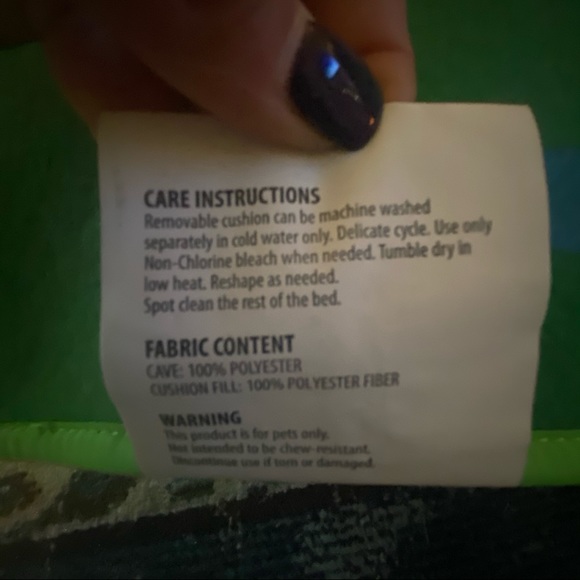 CARE INSTRUCTIONS
Removable cushion can be machine washed
separately in cold water only. Delicate cycle. Use only
Non-Chlorine bleach when needed. Tumble dry in
low heat. Reshape as needed.
Spot clean the rest of the bed.
FABRIC CONTENT
CAVE: 100% POLYESTER
CUSHION FILL: 100% POLYESTER FIBER
WARNING
This product is for pets only.
Not intended to be chew-resistant.
Discontinue use if torn or damaged.